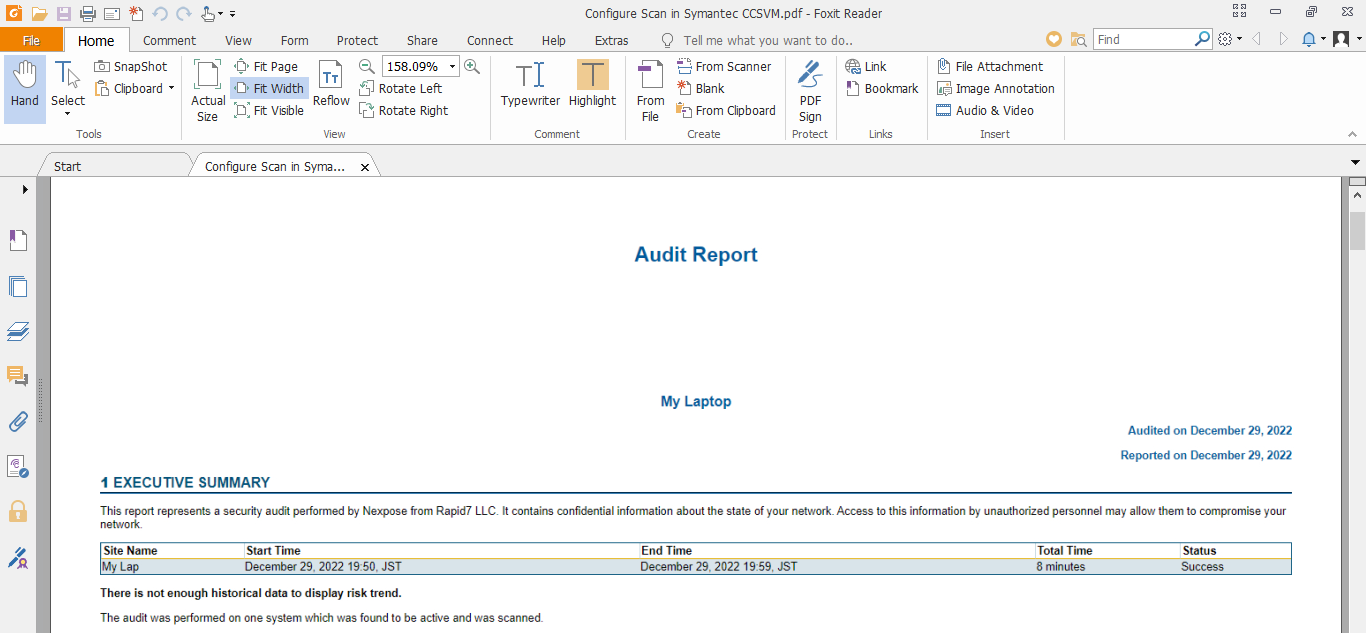 Configure Scan in Symantec CCSVM.pdf - Foxit Reader
File Home Comment View Form Protect Share Connect Help Extras Tell me what you want to do.. Find
Hand
Select
SnapShot
Clipboard
Tools
Actual
Size
Fit Page
Fit Width
Fit Visible
Reflow
158.09%
Rotate Left
Rotate Right
View
Typewriter
Highlight
Comment
From
File
From Scanner
Blank
From Clipboard
Create
PDF
Sign
Protect
Link
Bookmark
Links
File Attachment
Image Annotation
Audio & Video
Insert
Start Configure Scan in Syma...
Audit Report
My Laptop
Audited on December 29, 2022
Reported on December 29, 2022
1 EXECUTIVE SUMMARY
This report represents a security audit performed by Nexpose from Rapid7 LLC. It contains confidential information about the state of your network. Access to this information by unauthorized personnel may allow them to compromise your
network.
Site Name Start Time End Time Total Time Status
My Lap December 29, 2022 19:50, JST December 29, 2022 19:59, JST 8 minutes Success
There is not enough historical data to display risk trend.
The audit was performed on one system which was found to be active and was scanned.